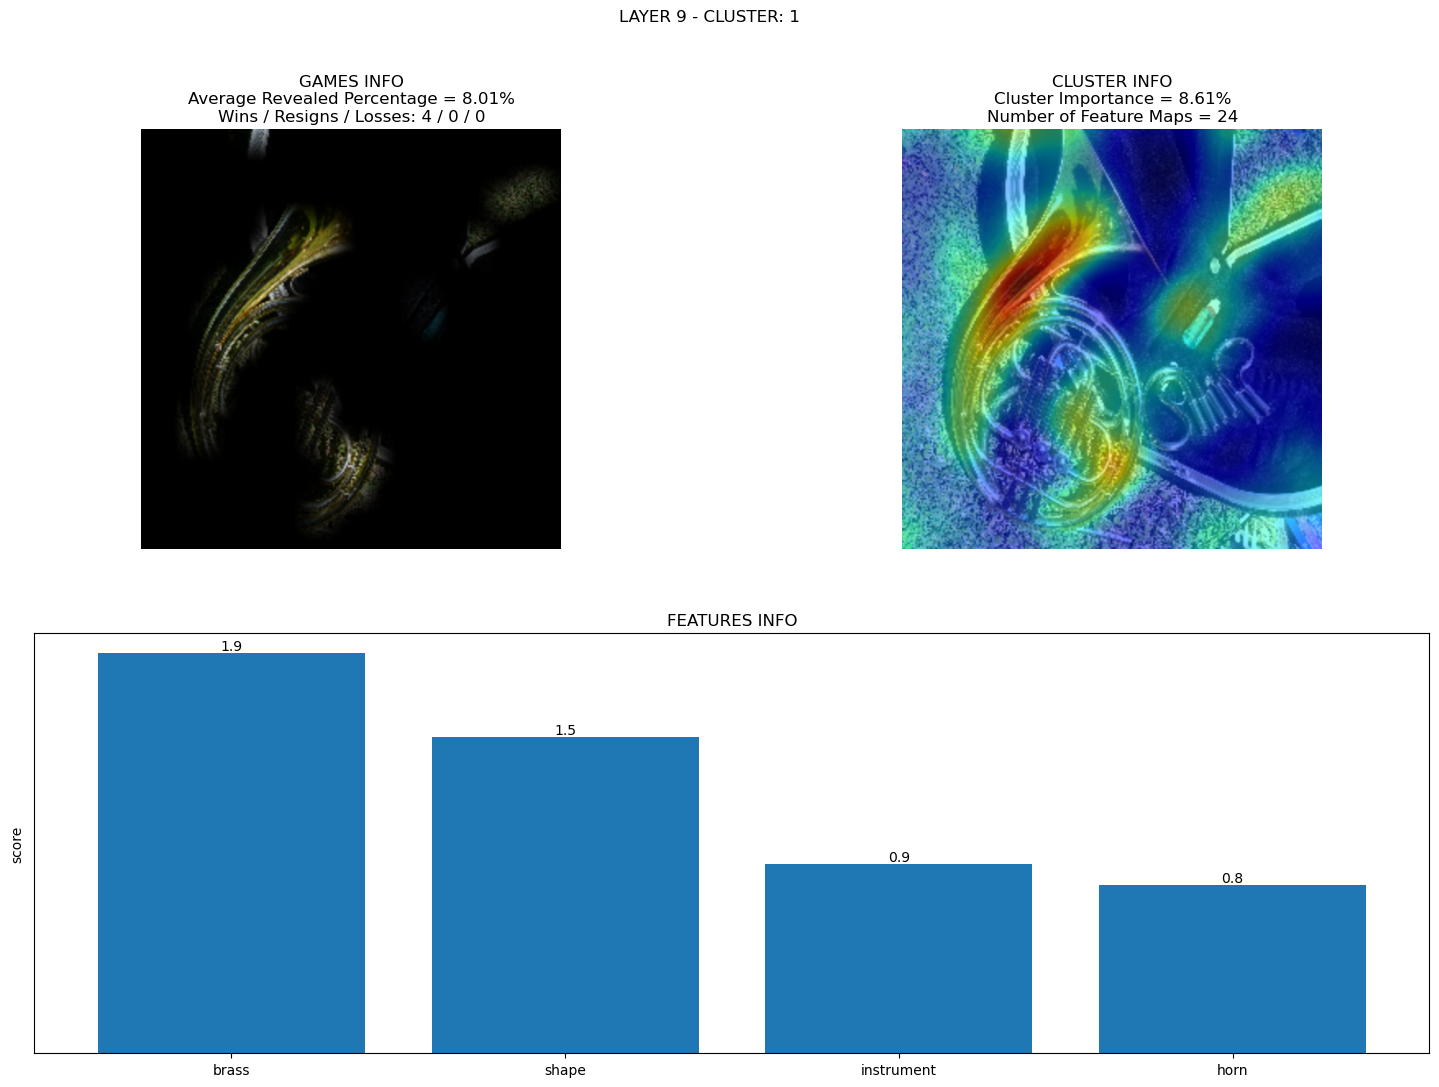 LAYER 9 - CLUSTER: 1
GAMES INFO
Average Revealed Percentage = 8.01%
Wins / Resigns / Losses: 4 / 0 / 0
CLUSTER INFO
Cluster Importance = 8.61%
Number of Feature Maps = 24
FEATURES INFO
score
1.9
1.5
0.9
0.8
brass
shape
instrument
horn